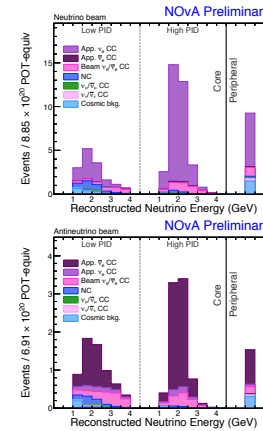 NOvA Preliminar
Neutrino beam
Low PID
High PID
App. νe CC
App. ν̄e CC
Beam νe/ν̄e CC
NC
νμ/ν̄μ CC
ντ/ν̄τ CC
Cosmic bkg.
Core
Peripheral
Events / 8.85 × 10²⁰ POT-equiv
15
10
5
0
1 2 3 4 1 2 3 4
Reconstructed Neutrino Energy (GeV)
NOvA Preliminar
Antineutrino beam
Low PID
High PID
App. ν̄e CC
App. νe CC
Beam νe/ν̄e CC
NC
νμ/ν̄μ CC
ντ/ν̄τ CC
Cosmic bkg.
Core
Peripheral
Events / 6.91 × 10²⁰ POT-equiv
4
3
2
1
0
1 2 3 4 1 2 3 4
Reconstructed Neutrino Energy (GeV)